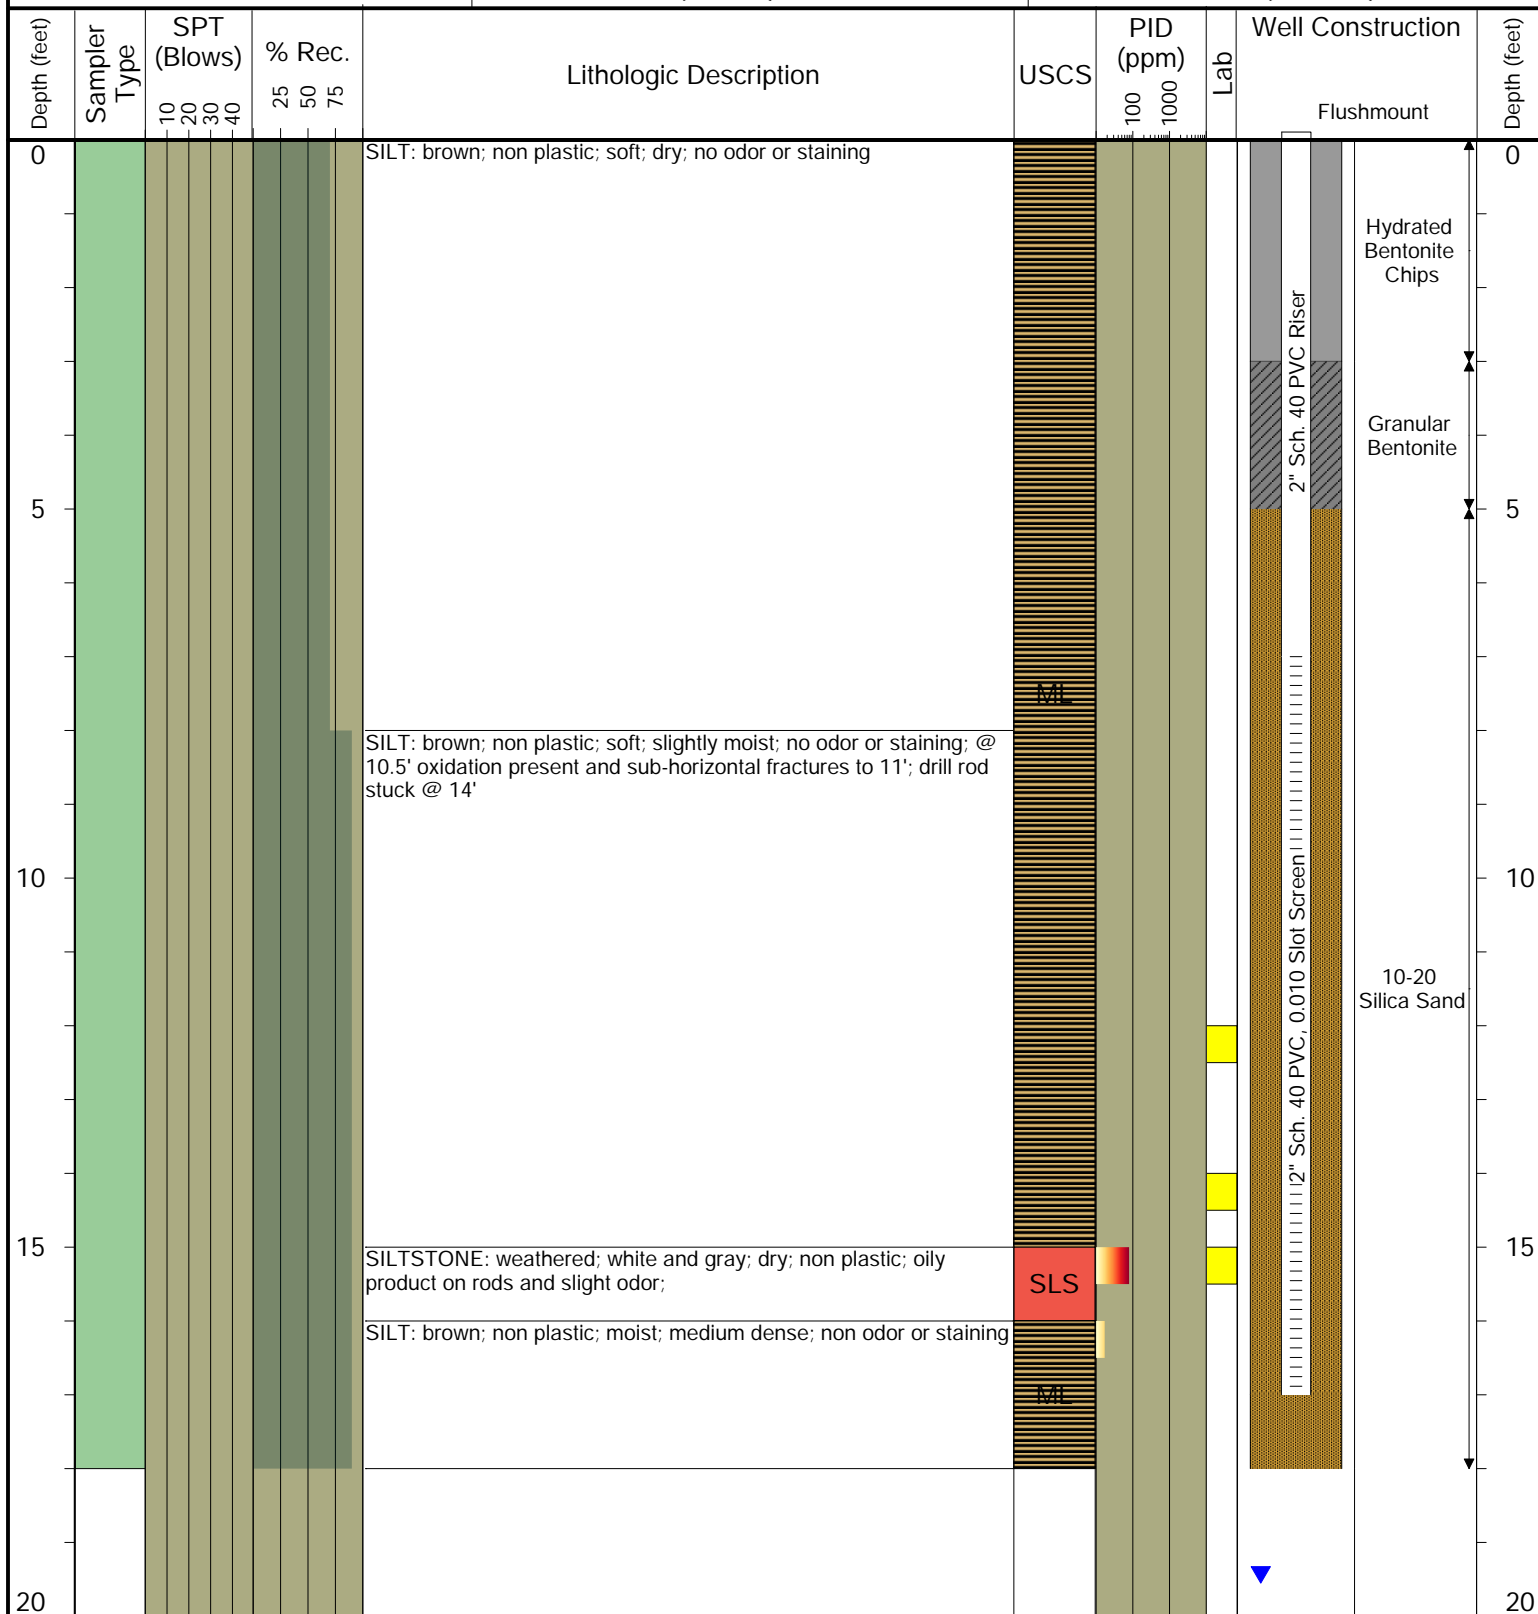 Depth (feet)
Sampler
Type
SPT
(Blows)
10
20
30
40
% Rec.
25
50
75
Lithologic Description
USCS
PID
(ppm)
100
1000
Lab
Well Construction
Flushmount
Depth (feet)
0
SILT: brown; non plastic; soft; dry; no odor or staining
0
Hydrated
Bentonite
Chips
2" Sch. 40 PVC Riser
Granular
Bentonite
5
5
ML
SILT: brown; non plastic; soft; slightly moist; no odor or staining; @
10.5' oxidation present and sub-horizontal fractures to 11'; drill rod
stuck @ 14'
10
10
2" Sch. 40 PVC, 0.010 Slot Screen
10-20
Silica Sand
15
SILTSTONE: weathered; white and gray; dry; non plastic; oily
product on rods and slight odor;
SLS
15
SILT: brown; non plastic; moist; medium dense; non odor or staining
ML
20
20